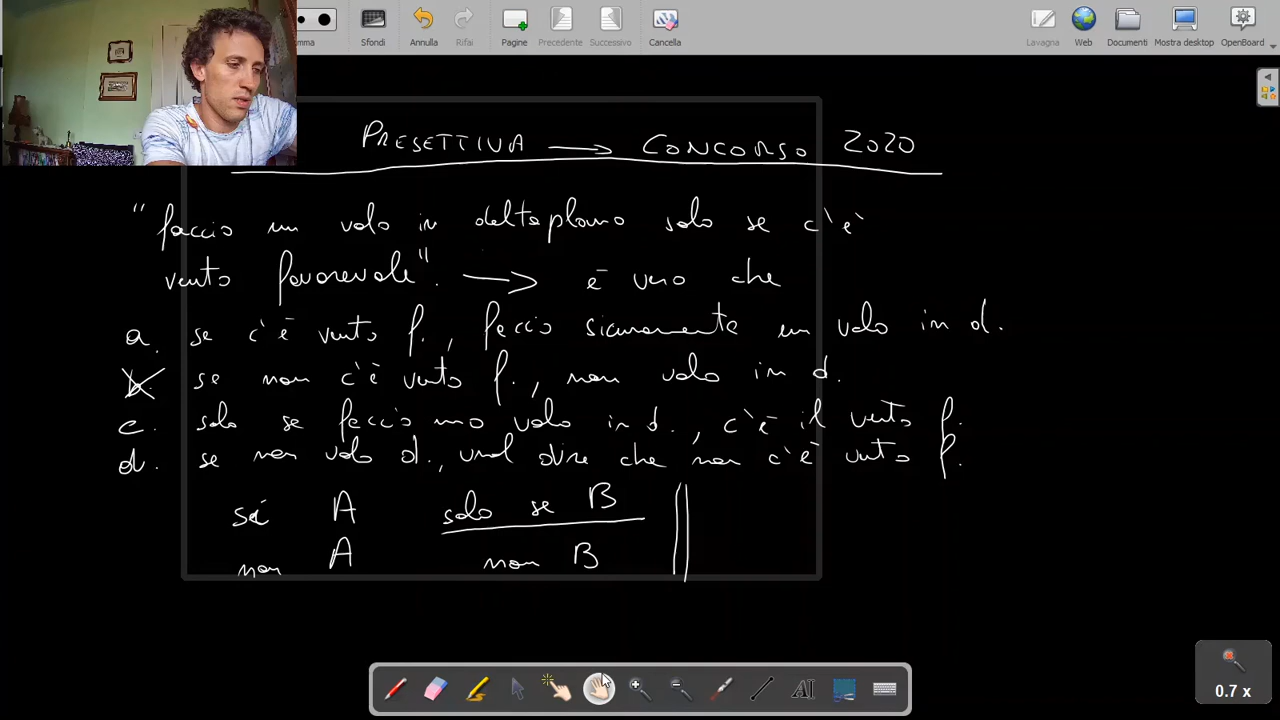 mma
Sfondi
Annulla
Rifai
Pagine
Precedente
Successivo
Cancella
Lavagna
Web
Documenti
Mostra desktop
OpenBoard
PRESETTIVA → CONCORSO 2020
"faccio un volo in deltaplano solo se c'è
vento favorevole". → è vero che
a. se c'è vento f., faccio sicuramente un volo in d.
b. se non c'è vento f., non volo in d.
c. solo se faccio uno volo in d., c'è il vento f.
d. se non volo d., vuol dire che non c'è vento f.
A solo se B
non A non B
0.7 x